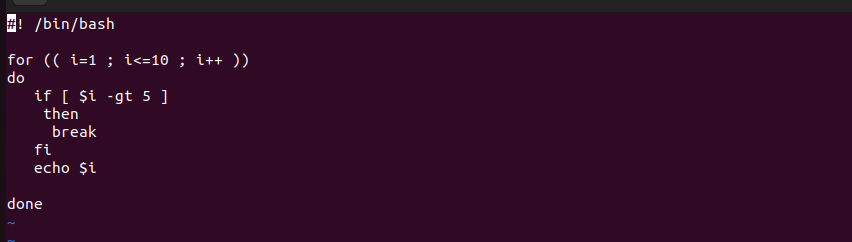 #! /bin/bash

for (( i=1 ; i<=10 ; i++ ))
do
   if [ $i -gt 5 ]
    then
     break
   fi
   echo $i

done
~
~